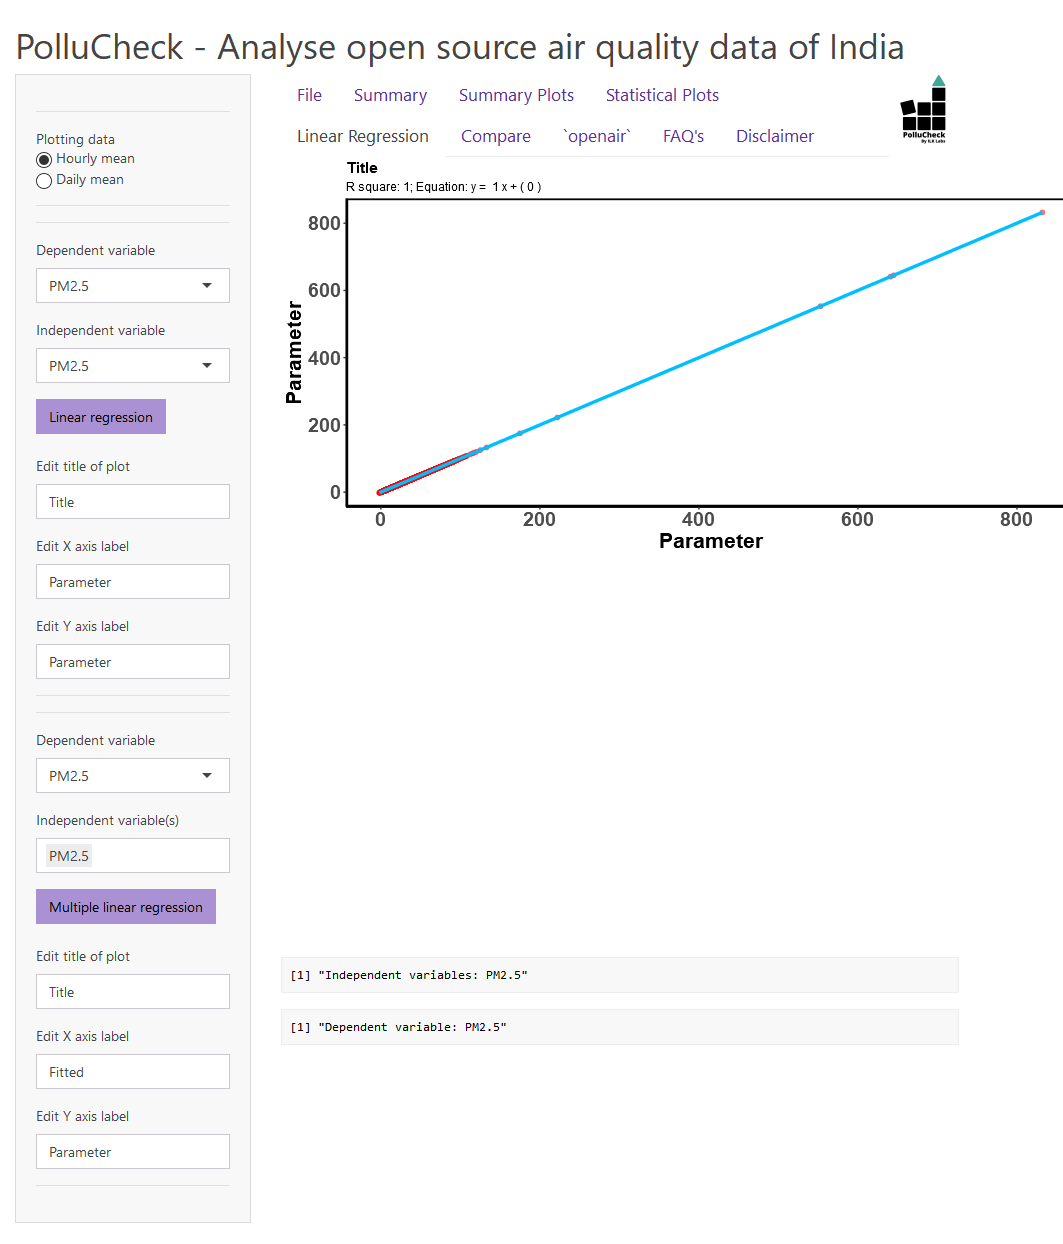 PolluCheck - Analyse open source air quality data of India
Plotting data
Hourly mean
Daily mean
Dependent variable
PM2.5
Independent variable
PM2.5
Linear regression
Edit title of plot
Title
Edit X axis label
Parameter
Edit Y axis label
Parameter
Dependent variable
PM2.5
Independent variable(s)
PM2.5
Multiple linear regression
Edit title of plot
Title
Edit X axis label
Fitted
Edit Y axis label
Parameter
File Summary Summary Plots Statistical Plots
Linear Regression Compare `openair` FAQ's Disclaimer
PolluCheck
By ILK Labs
Title
R square: 1; Equation: y = 1 x + ( 0 )
800
600
400
200
0
Parameter
0 200 400 600 800
Parameter
[1] "Independent variables: PM2.5"
[1] "Dependent variable: PM2.5"